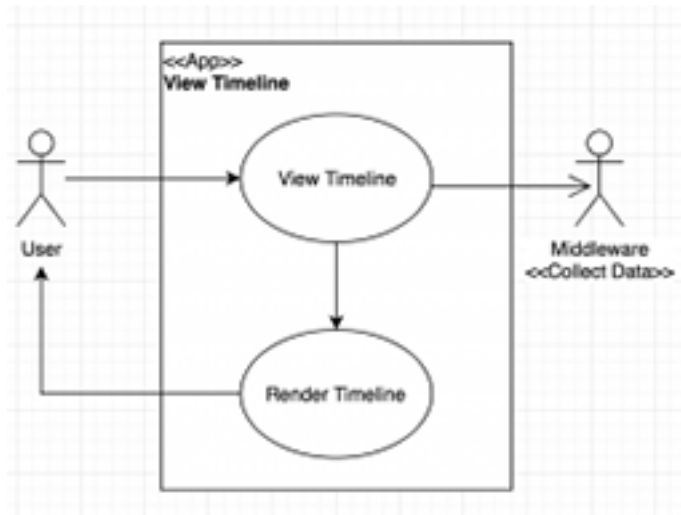 <<App>>
View Timeline
View Timeline
User
Middleware
<<Collect Data>>
Render Timeline